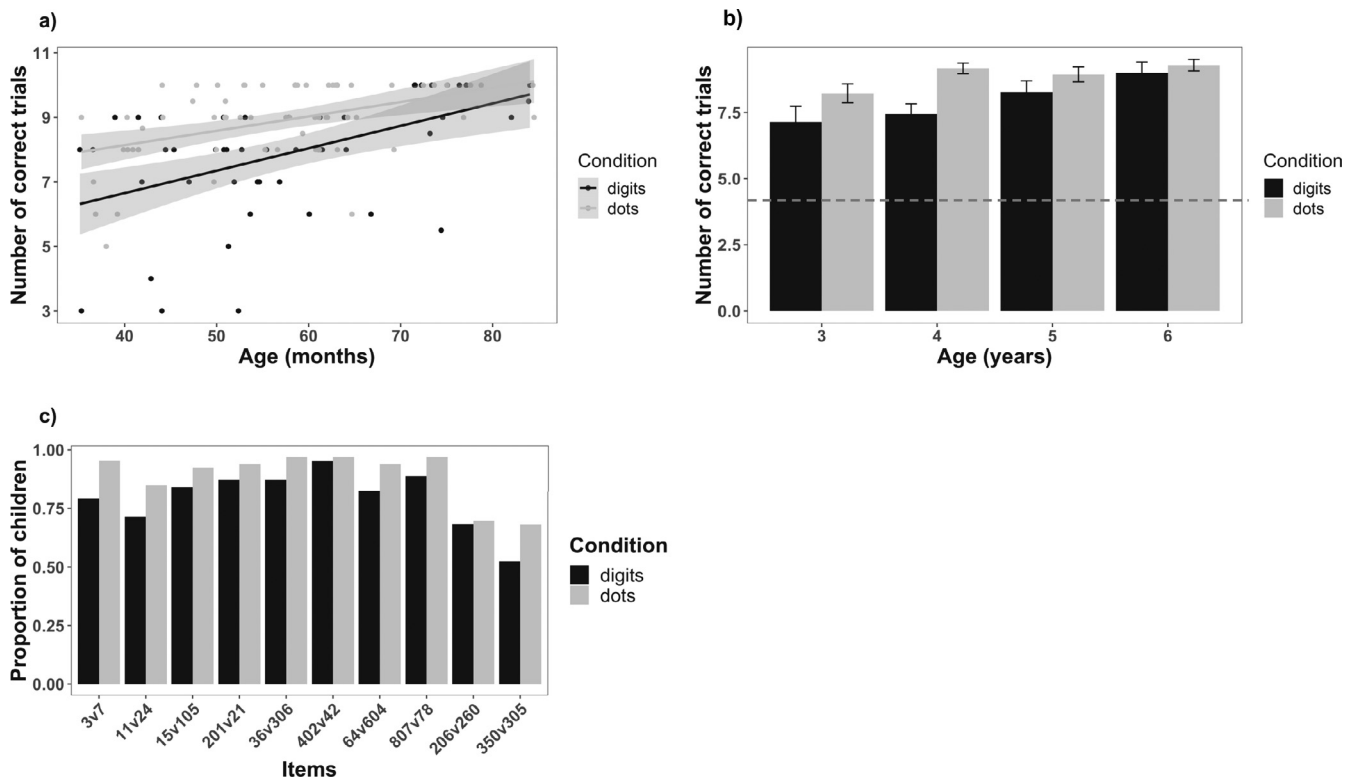 a)
Number of correct trials
11
9
7
5
3
40 50 60 70 80
Age (months)
Condition
digits
dots
b)
Number of correct trials
7.5
5.0
2.5
0.0
3 4 5 6
Age (years)
Condition
digits
dots
c)
Proportion of children
1.00
0.75
0.50
0.25
0.00
3v7 11v24 15v105 201v21 36v306 402v42 64v604 807v78 206v260 350v305
Items
Condition
digits
dots